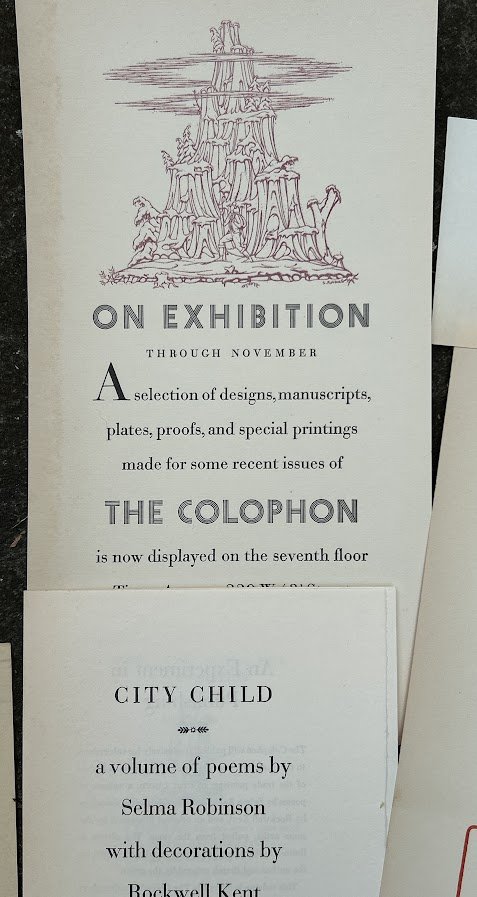 ON EXHIBITION
THROUGH NOVEMBER
A selection of designs, manuscripts,
plates, proofs, and special printings
made for some recent issues of
THE COLOPHON
is now displayed on the seventh floor
CITY CHILD
a volume of poems by
Selma Robinson
with decorations by
Rockwell Kent